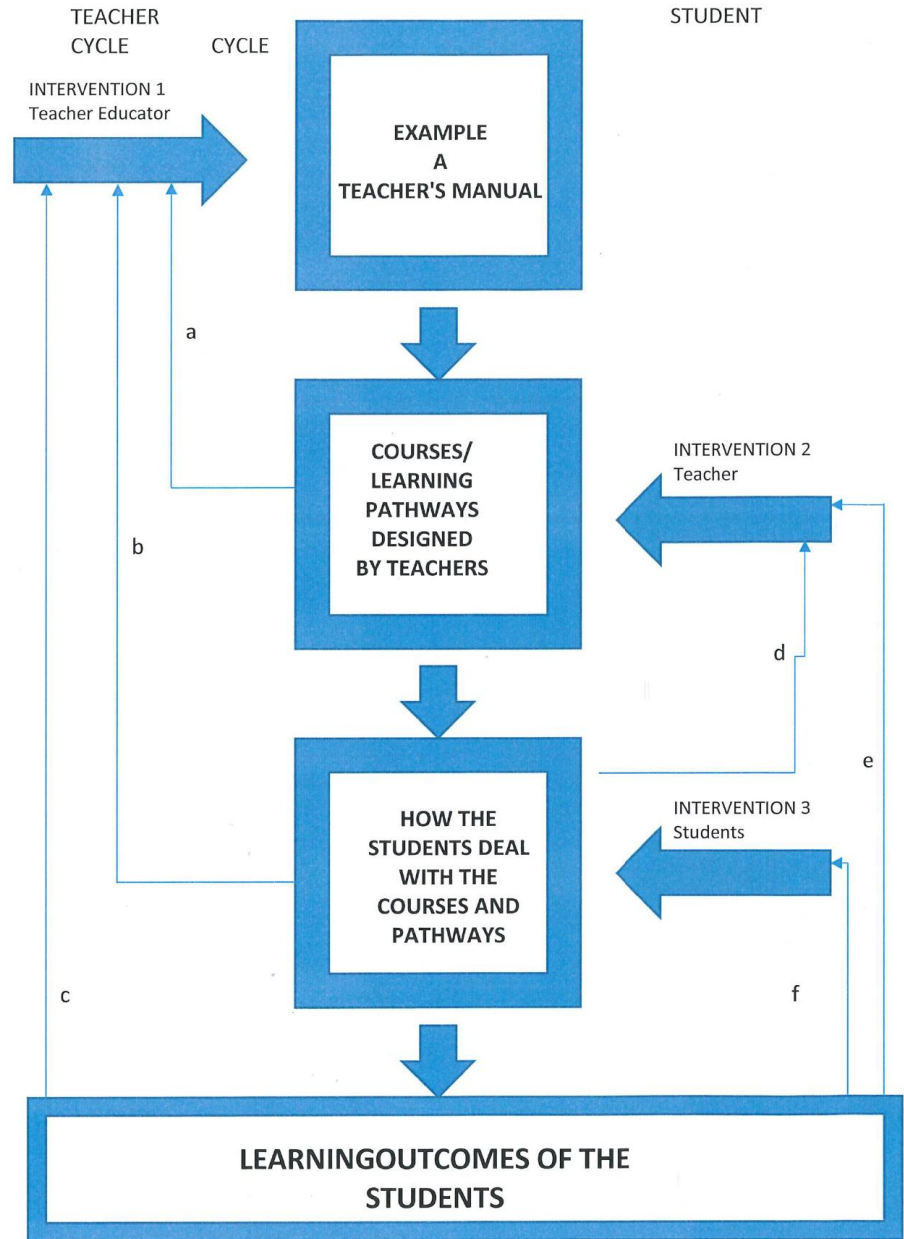 TEACHER
CYCLE CYCLE
STUDENT
INTERVENTION 1
Teacher Educator
EXAMPLE
A
TEACHER'S MANUAL
a
COURSES/
LEARNING
PATHWAYS
DESIGNED
BY TEACHERS
INTERVENTION 2
Teacher
b
d
e
HOW THE
STUDENTS DEAL
WITH THE
COURSES AND
PATHWAYS
INTERVENTION 3
Students
c
f
LEARNINGOUTCOMES OF THE
STUDENTS